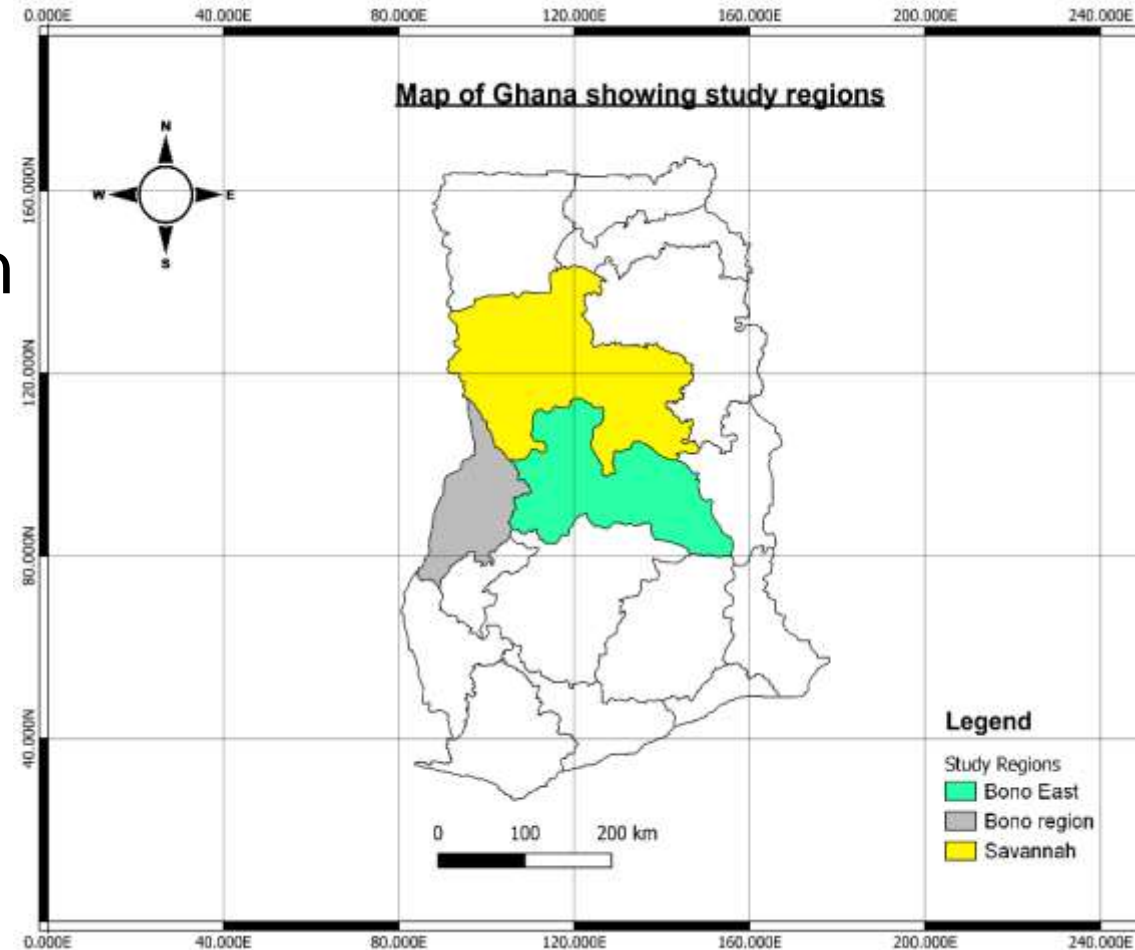 0.000E 40.000E 80.000E 120.000E 160.000E 200.000E 240.000E
Map of Ghana showing study regions
N
W E
S
160.000N
n
120.000N
80.000N
40.000N
Legend
Study Regions
Bono East
Bono region
Savannah
0 100 200 km
0.000E 40.000E 80.000E 120.000E 160.000E 200.000E 240.000E